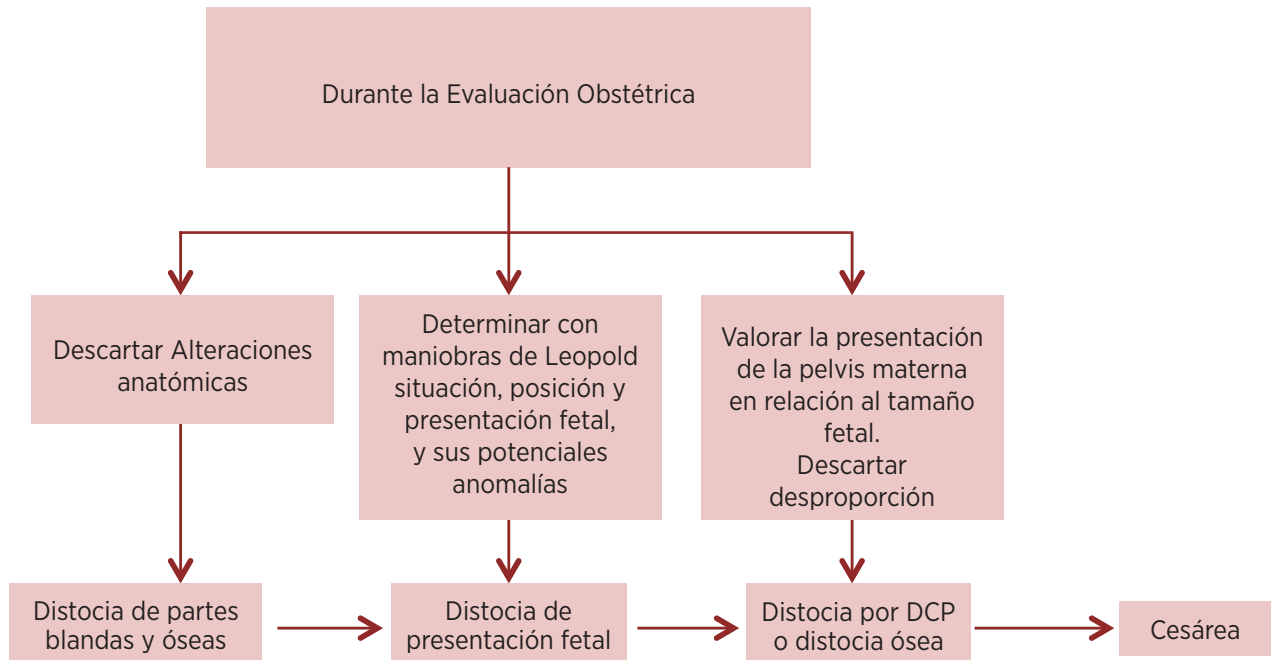 Durante la Evaluación Obstétrica
Descartar Alteraciones
anatómicas
Determinar con
maniobras de Leopold
situación, posición y
presentación fetal,
y sus potenciales
anomalías
Valorar la presentación
de la pelvis materna
en relación al tamaño
fetal.
Descartar
desproporción
Distocia de partes
blandas y óseas
Distocia de
presentación fetal
Distocia por DCP
o distocia ósea
Cesárea